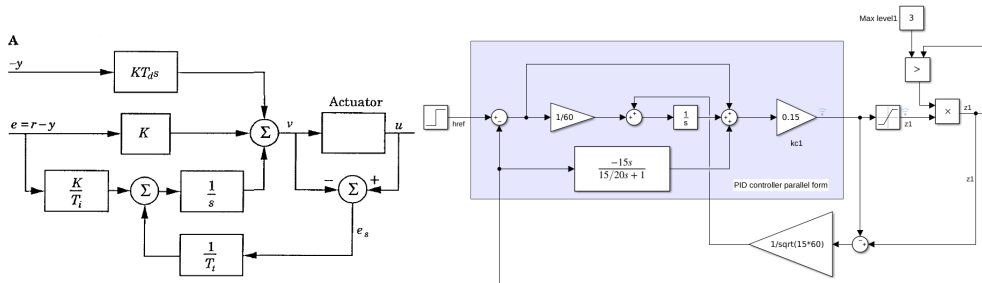 A
−y
KT_d s
Actuator
e = r − y
K
Σ
v
u
K
T_i
Σ
1
s
−
Σ
+
e_s
1
T_t
Max level1
3
>
href
+
−
1/60
+
+
1
s
+
+
+
0.15
kc1
z1
×
z1
−15s
15/20s + 1
PID controller parallel form
z1
1/sqrt(15*60)
−
+